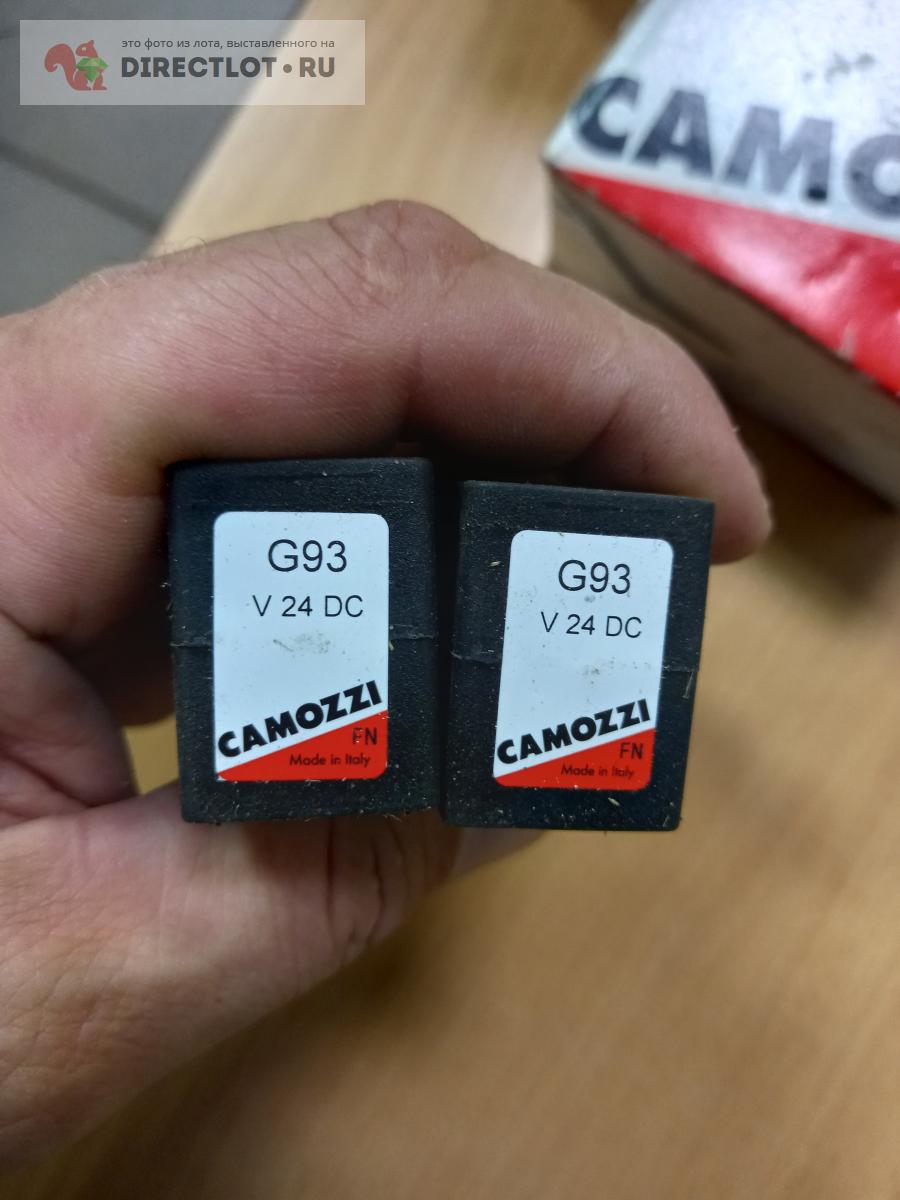 это фото из лота, выставленного на
DIRECTLOT•RU
CAMO
G93
V 24 DC
CAMOZZI
FN
Made in Italy
G93
V 24 DC
CAMOZZI
FN
Made in Italy